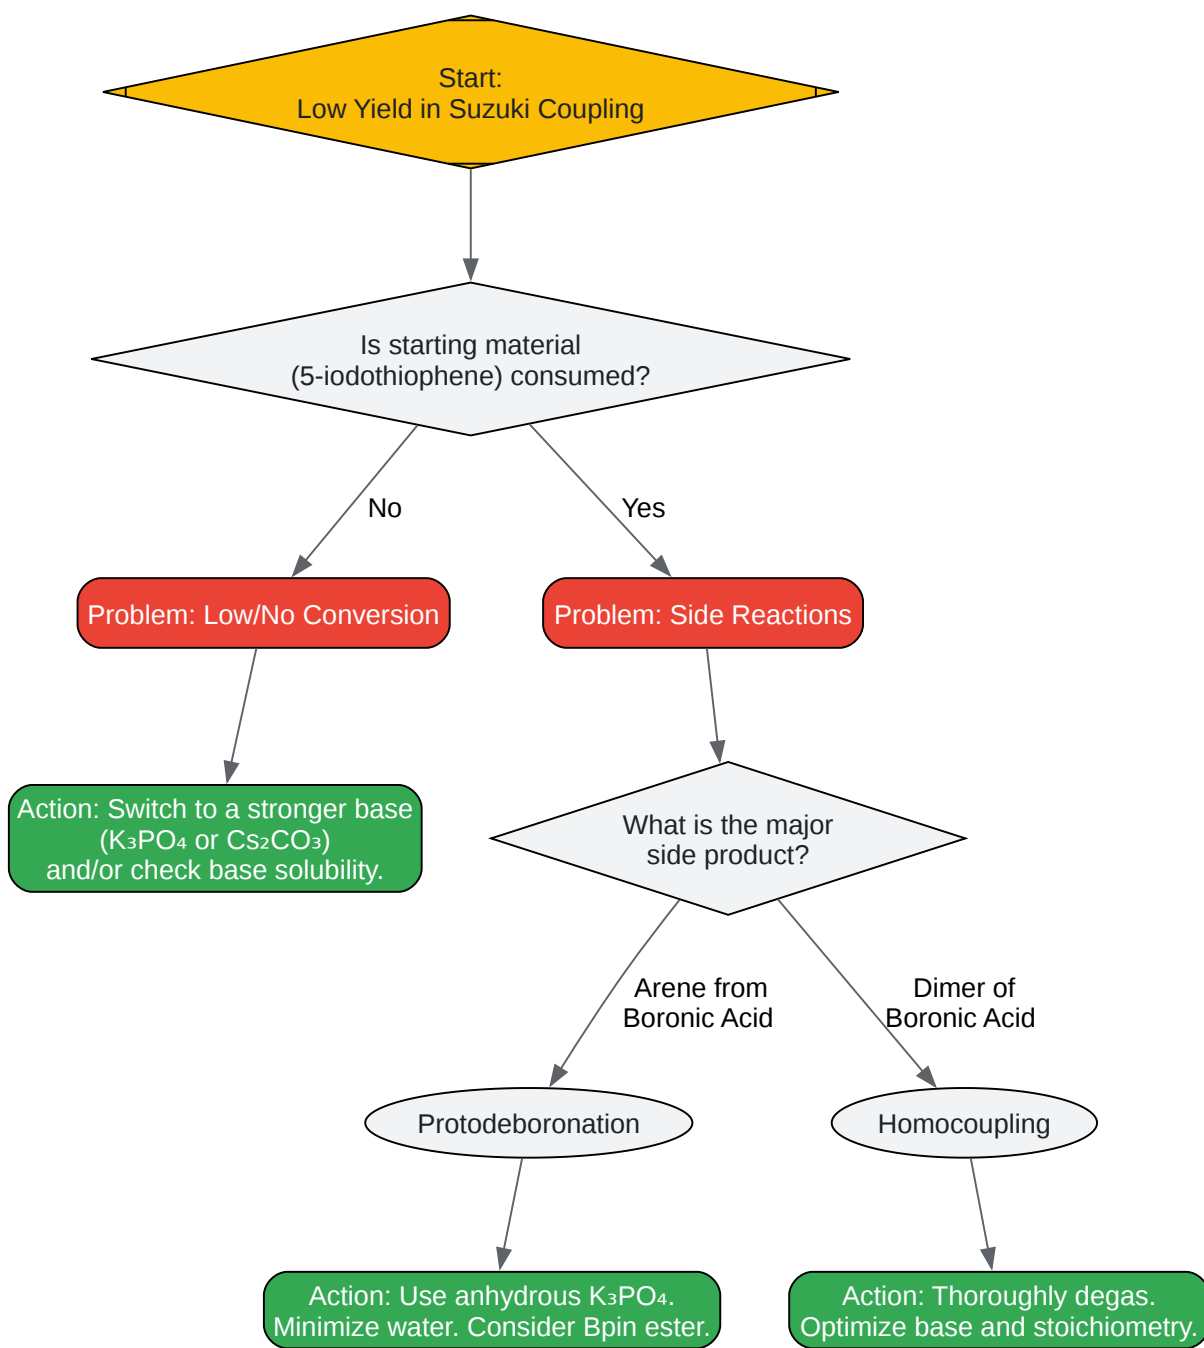 Start:
Low Yield in Suzuki Coupling
Is starting material
(5-iodothiophene) consumed?
No
Yes
Problem: Low/No Conversion
Problem: Side Reactions
Action: Switch to a stronger base
(K₃PO₄ or Cs₂CO₃)
and/or check base solubility.
What is the major
side product?
Arene from
Boronic Acid
Dimer of
Boronic Acid
Protodeboronation
Homocoupling
Action: Use anhydrous K₃PO₄.
Minimize water. Consider Bpin ester.
Action: Thoroughly degas.
Optimize base and stoichiometry.